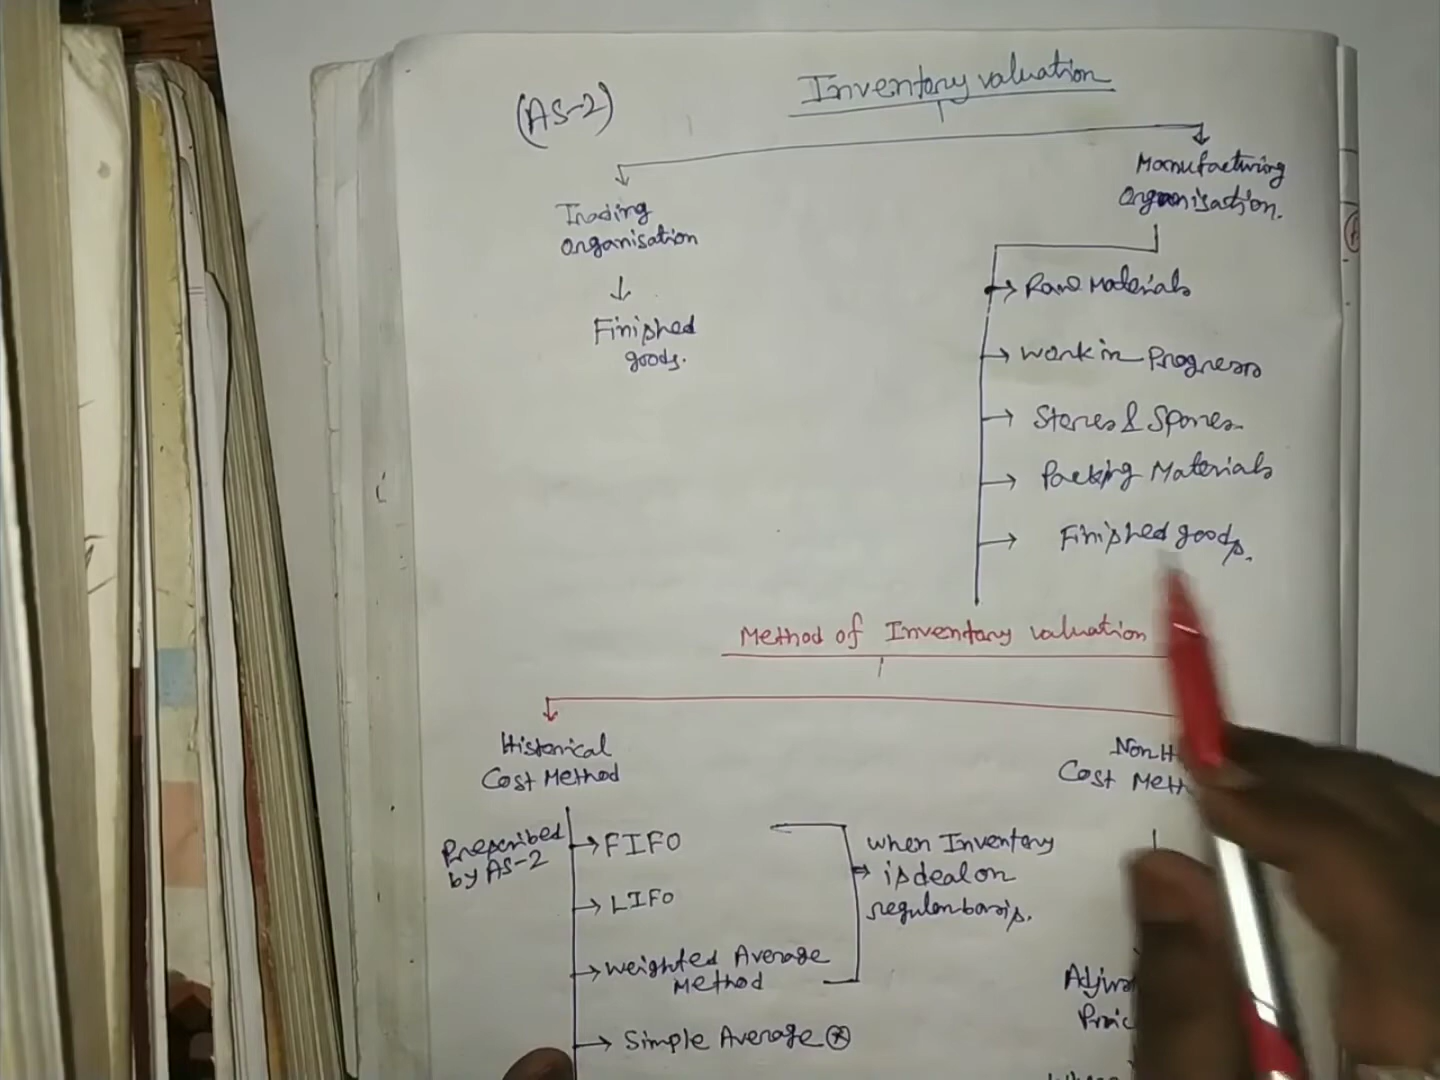 (AS-2)
Inventory valuation
Trading
organisation
Finished
goods.
Manufacturing
Organisation.
Raw Materials
Work in Progress
Stores & Spares
Packing Materials
Finished goods.
Method of Inventory valuation
Historical
Cost Method
Prescribed
by AS-2
FIFO
LIFO
Weighted Average
Method
Simple Average
when Inventory
is deal on
regular basis.
Non
Cost